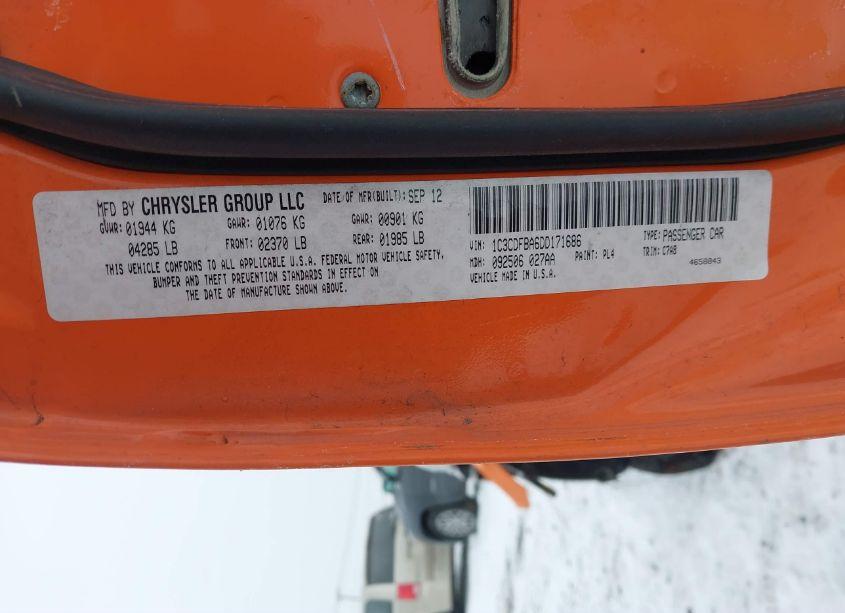 MFD BY CHRYSLER GROUP LLC DATE OF MFR(BUILT): SEP 12
GVWR: 01944 KG GAWR: 01076 KG GAWR: 00901 KG
04285 LB FRONT: 02370 LB REAR: 01985 LB
THIS VEHICLE CONFORMS TO ALL APPLICABLE U.S.A. FEDERAL MOTOR VEHICLE SAFETY,
BUMPER AND THEFT PREVENTION STANDARDS IN EFFECT ON
THE DATE OF MANUFACTURE SHOWN ABOVE.
VIN: 1C3CDFBA6DD171686 TYPE: PASSENGER CAR
MDH: 092506 027AA PAINT: PL4 TRIM: C7A8
VEHICLE MADE IN U.S.A. 4658043